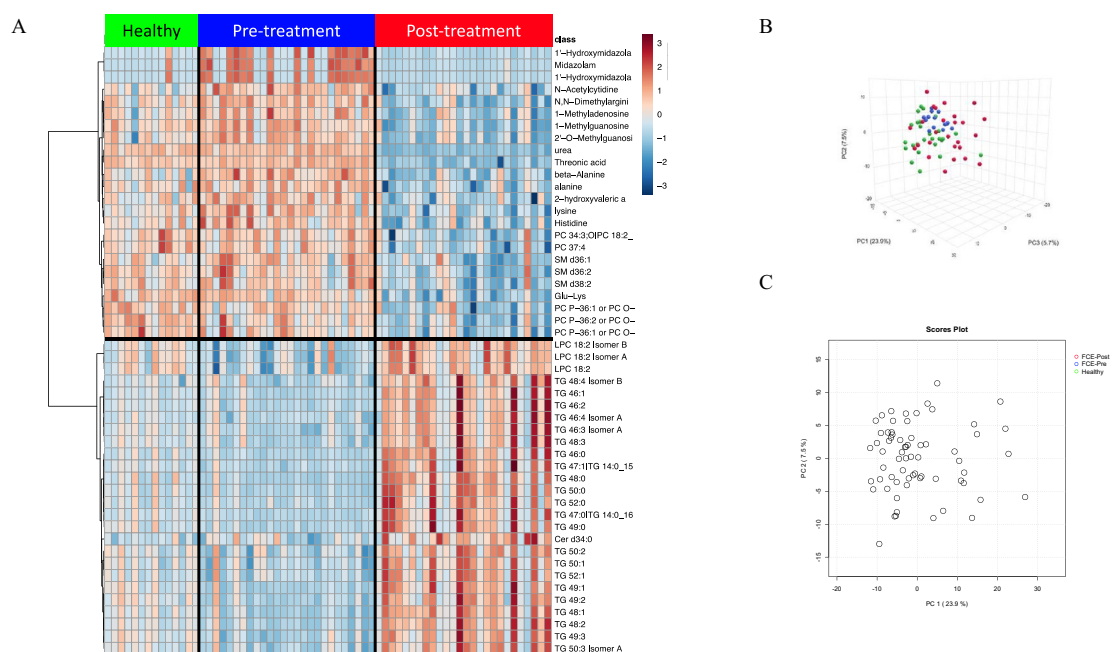 A
Healthy
Pre-treatment
Post-treatment
class
1'-Hydroxymidazola
Midazolam
1'-Hydroxymidazola
N-Acetylcytidine
N,N-Dimethylargini
1-Methyladenosine
1-Methylguanosine
2'-O-Methylguanosi
urea
Threonic acid
beta-Alanine
alanine
2-hydroxyvaleric a
lysine
Histidine
PC 34:3;O|PC 18:2_
PC 37:4
SM d36:1
SM d36:2
SM d38:2
Glu-Lys
PC P-36:1 or PC O-
PC P-36:2 or PC O-
PC P-36:1 or PC O-
LPC 18:2 Isomer B
LPC 18:2 Isomer A
LPC 18:2
TG 48:4 Isomer B
TG 46:1
TG 46:2
TG 46:4 Isomer A
TG 46:3 Isomer A
TG 48:3
TG 46:0
TG 47:1|TG 14:0_15
TG 48:0
TG 50:0
TG 52:0
TG 47:0|TG 14:0_16
TG 49:0
Cer d34:0
TG 50:2
TG 50:1
TG 52:1
TG 49:1
TG 49:2
TG 48:1
TG 48:2
TG 49:3
TG 50:3 Isomer A
3
2
1
0
-1
-2
-3
B
PC2 (7.5%)
PC1 (23.9%)
PC3 (5.7%)
C
Scores Plot
FCE-Post
FCE-Pre
Healthy
PC 2 (7.5 %)
15
10
5
0
-5
-10
-15
-20
-10
0
10
20
30
PC 1 (23.9 %)